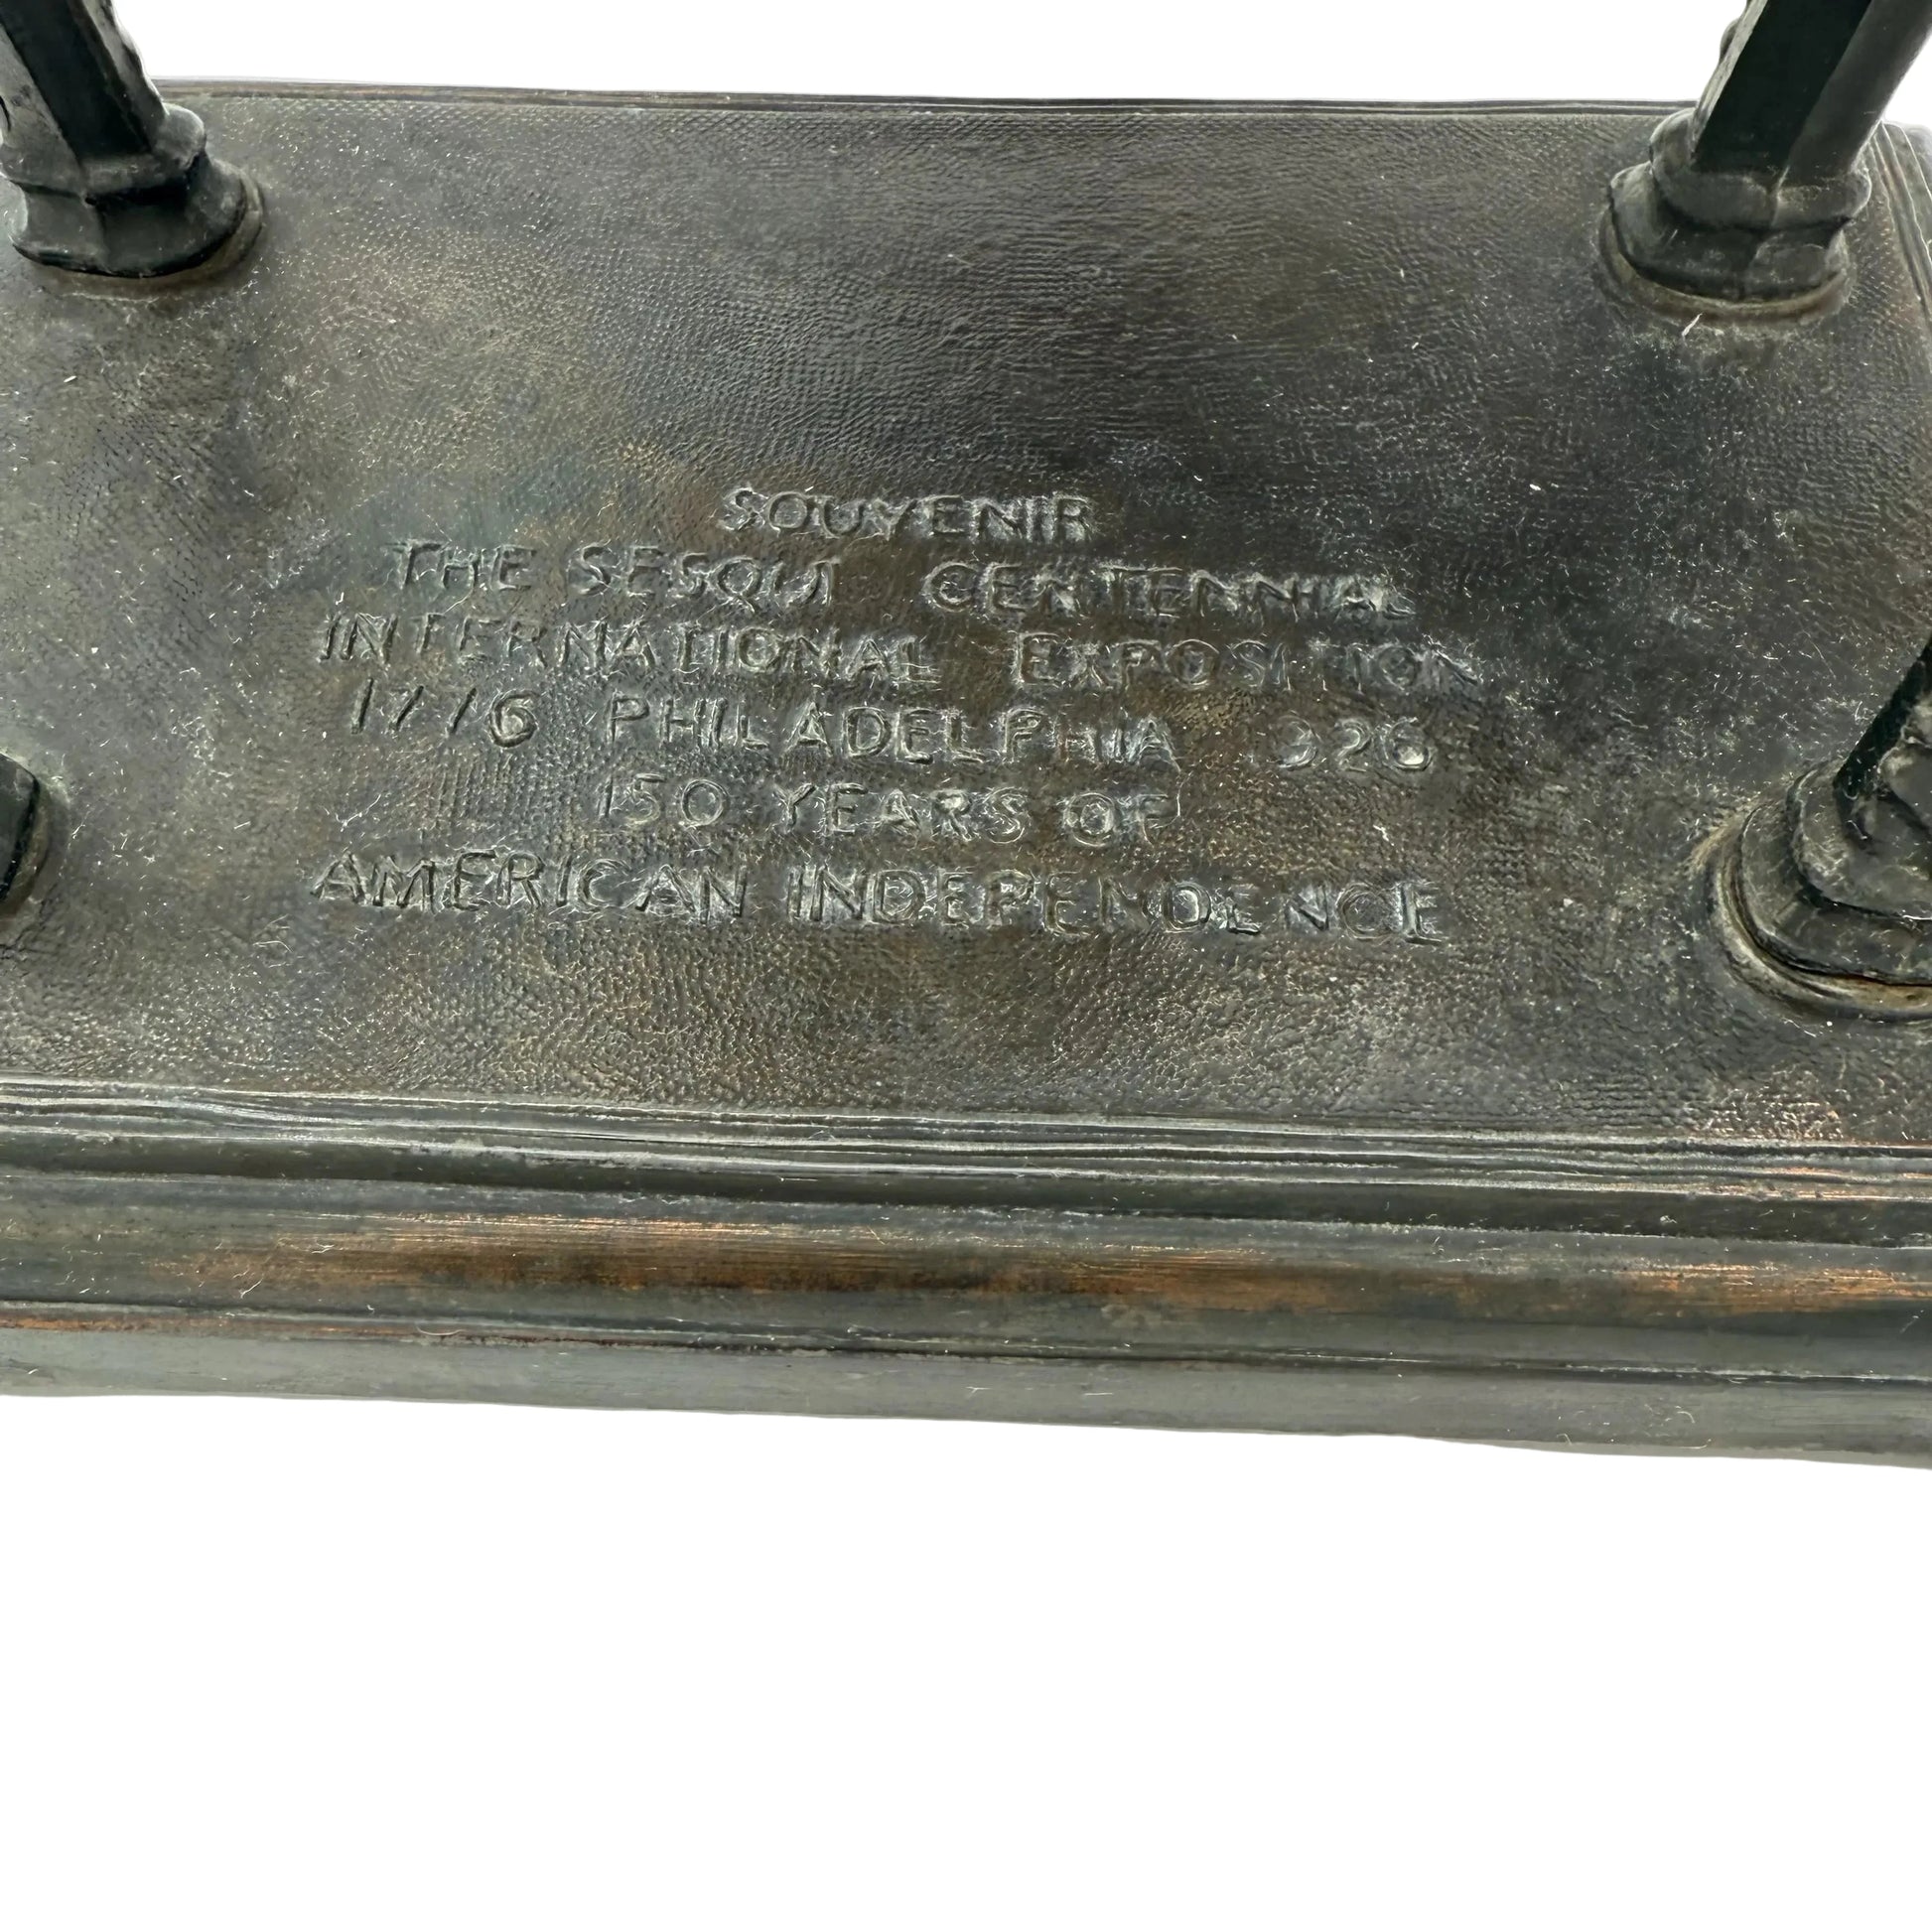 SOUVENIR
THE SESQUI CENTENNIAL
INTERNATIONAL EXPOSITION
1776 PHILADELPHIA 1926
150 YEARS OF
AMERICAN INDEPENDENCE